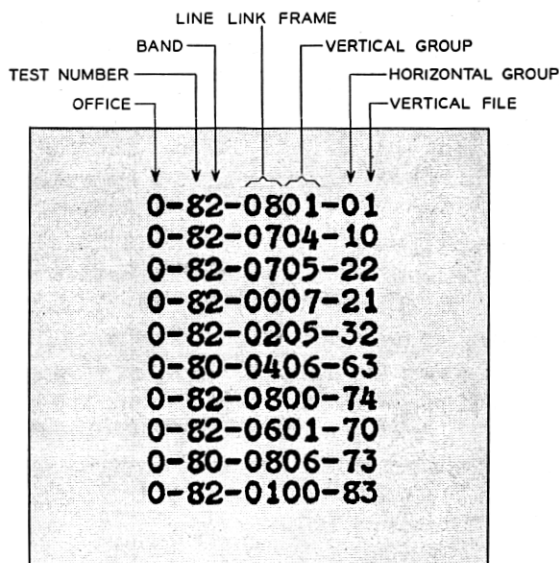 LINE LINK FRAME
BAND VERTICAL GROUP
TEST NUMBER HORIZONTAL GROUP
OFFICE VERTICAL FILE
0-82-0801-01
0-82-0704-10
0-82-0705-22
0-82-0007-21
0-82-0205-32
0-80-0406-63
0-82-0800-74
0-82-0601-70
0-80-0806-73
0-82-0100-83